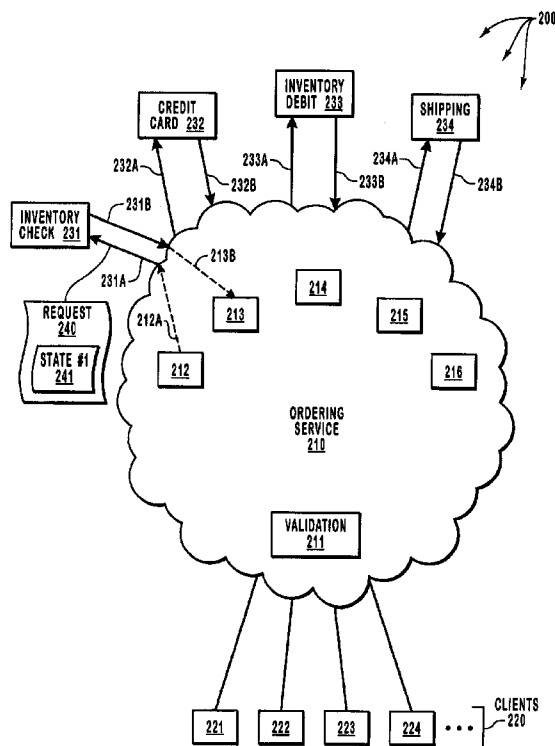 200
CREDIT
CARD 232
INVENTORY
DEBIT 233
SHIPPING
234
232A
232B
233A
233B
234A
234B
INVENTORY
CHECK 231
231B
231A
213B
212A
REQUEST
240
STATE #1
241
212
213
214
215
216
ORDERING
SERVICE
210
VALIDATION
211
221
222
223
224
CLIENTS
220